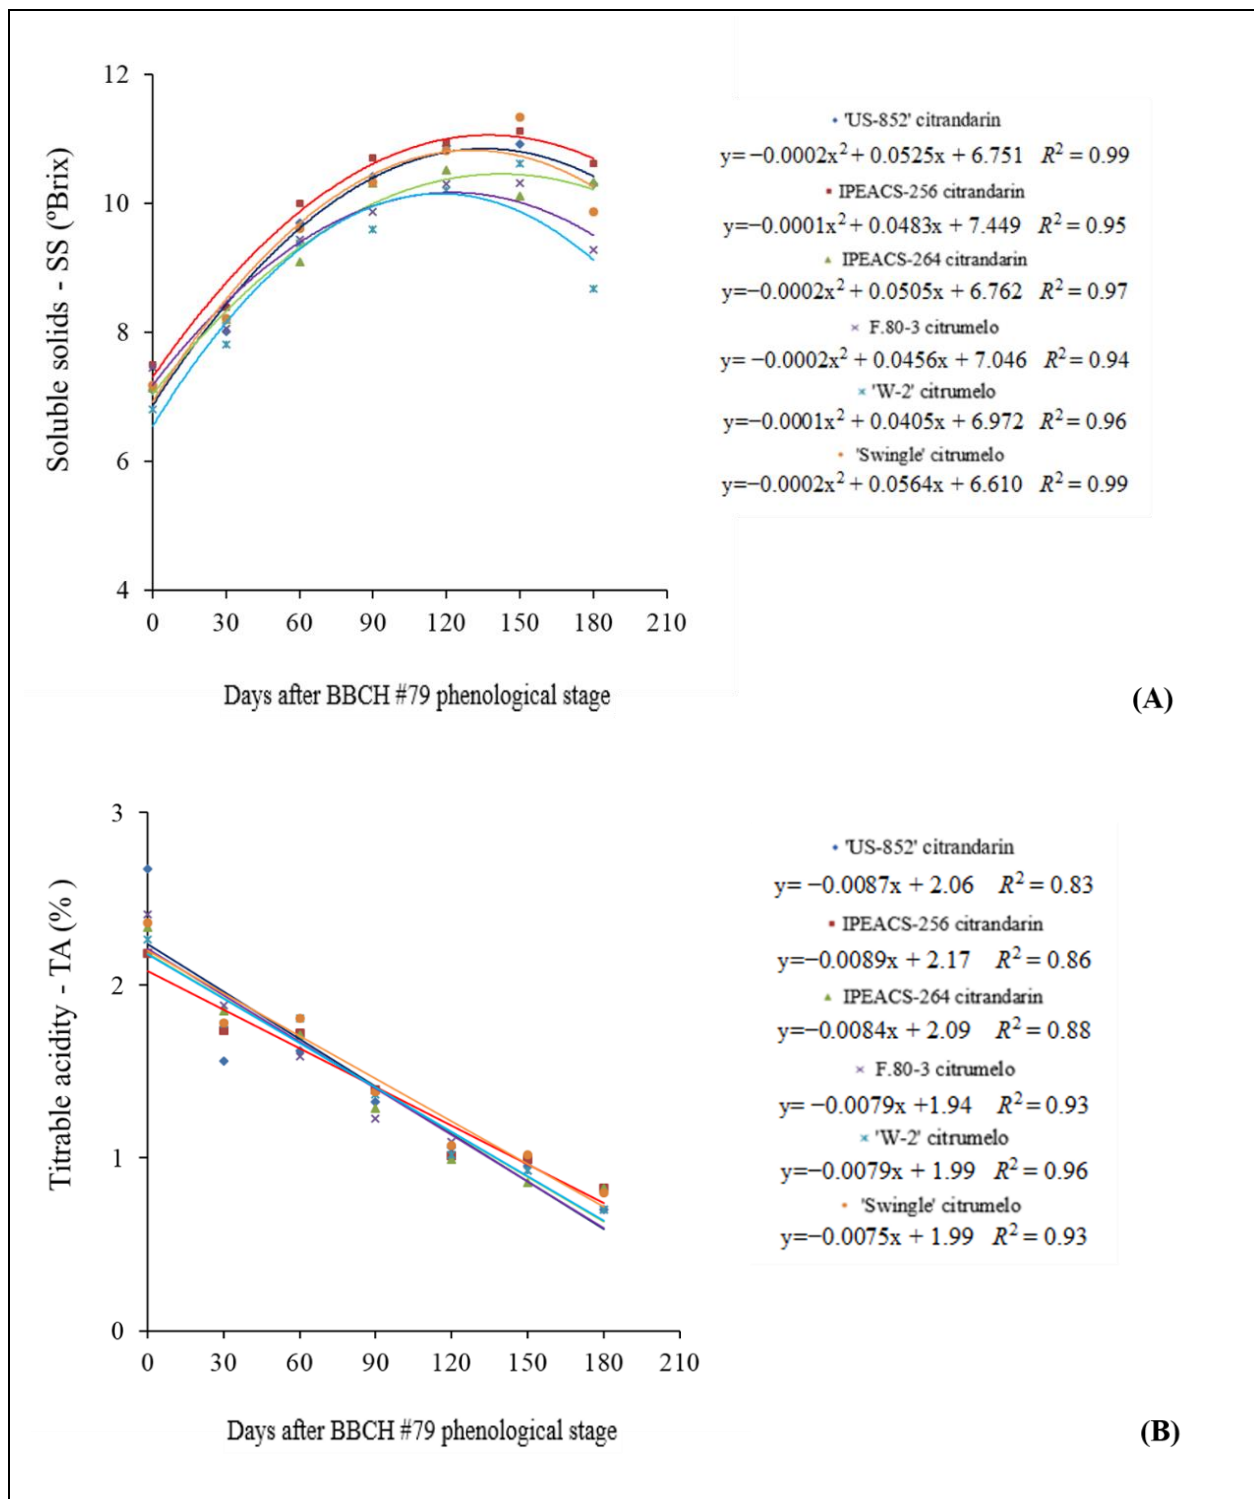 12
10
8
6
4
0 30 60 90 120 150 180 210
Soluble solids - SS (ºBrix)
Days after BBCH #79 phenological stage
'US-852' citrandarin
y= −0.0002x² + 0.0525x + 6.751 R² = 0.99
IPEACS-256 citrandarin
y=−0.0001x² + 0.0483x + 7.449 R² = 0.95
IPEACS-264 citrandarin
y=−0.0002x² + 0.0505x + 6.762 R² = 0.97
F.80-3 citrumelo
y= −0.0002x² + 0.0456x + 7.046 R² = 0.94
'W-2' citrumelo
y=−0.0001x² + 0.0405x + 6.972 R² = 0.96
'Swingle' citrumelo
y=−0.0002x² + 0.0564x + 6.610 R² = 0.99
(A)
3
2
1
0
0 30 60 90 120 150 180 210
Titrable acidity - TA (% )
Days after BBCH #79 phenological stage
'US-852' citrandarin
y= −0.0087x + 2.06 R² = 0.83
IPEACS-256 citrandarin
y=−0.0089x + 2.17 R² = 0.86
IPEACS-264 citrandarin
y=−0.0084x + 2.09 R² = 0.88
F.80-3 citrumelo
y= −0.0079x +1.94 R² = 0.93
'W-2' citrumelo
y=−0.0079x + 1.99 R² = 0.96
'Swingle' citrumelo
y=−0.0075x + 1.99 R² = 0.93
(B)